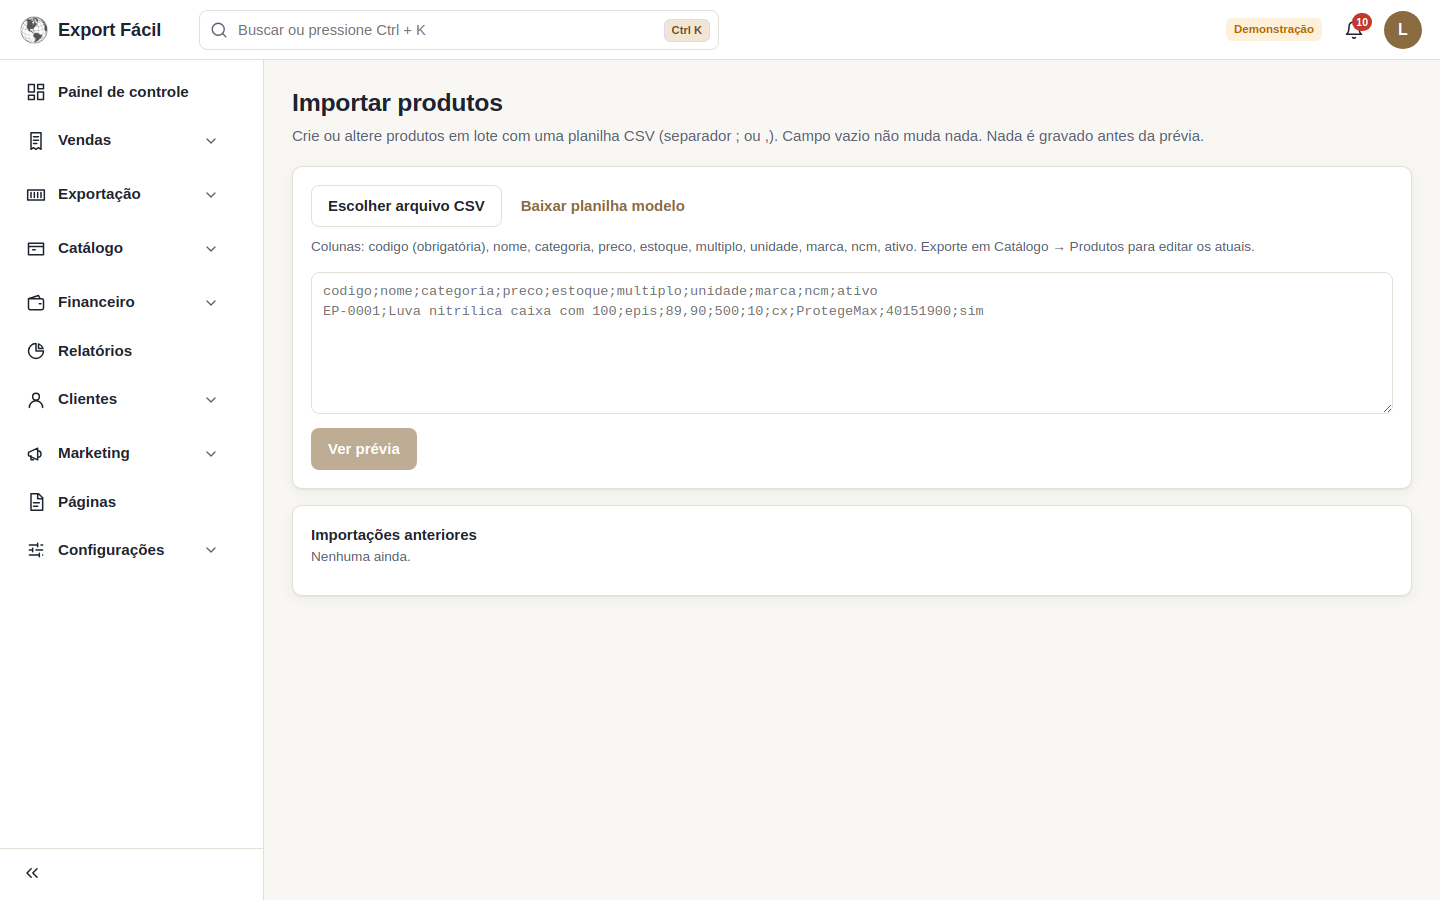 Export Fácil
Buscar ou pressione Ctrl + K
Ctrl K
Demonstração
10
L
Painel de controle
Vendas
Exportação
Catálogo
Financeiro
Relatórios
Clientes
Marketing
Páginas
Configurações
Importar produtos
Crie ou altere produtos em lote com uma planilha CSV (separador ; ou ,). Campo vazio não muda nada. Nada é gravado antes da prévia.
Escolher arquivo CSV
Baixar planilha modelo
Colunas: codigo (obrigatória), nome, categoria, preco, estoque, multiplo, unidade, marca, ncm, ativo. Exporte em Catálogo → Produtos para editar os atuais.
codigo;nome;categoria;preco;estoque;multiplo;unidade;marca;ncm;ativo
EP-0001;Luva nitrílica caixa com 100;epis;89,90;500;10;cx;ProtegeMax;40151900;sim
Ver prévia
Importações anteriores
Nenhuma ainda.